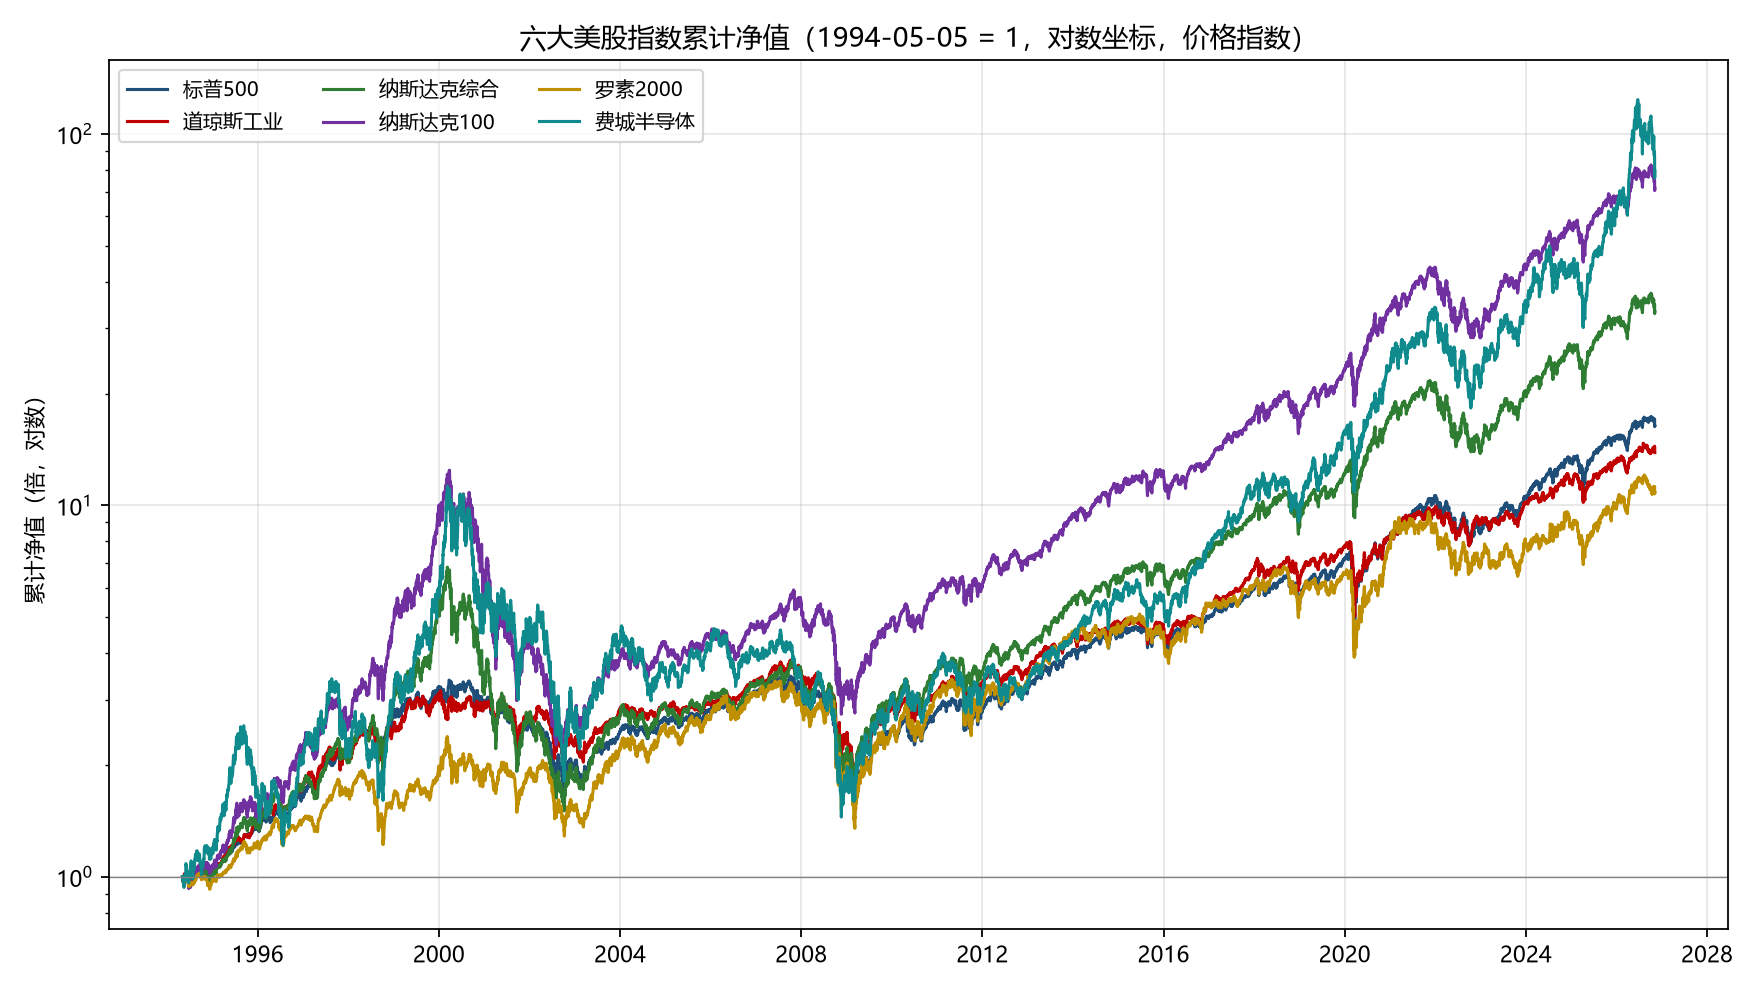 六大美股指数累计净值（1994-05-05 = 1，对数坐标，价格指数）
标普500 纳斯达克综合 罗素2000
道琼斯工业 纳斯达克100 费城半导体
累计净值（倍，对数）
10²
10¹
10⁰
1996 2000 2004 2008 2012 2016 2020 2024 2028